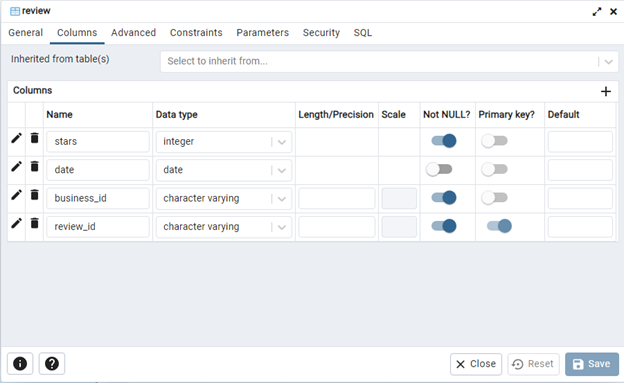 review
General Columns Advanced Constraints Parameters Security SQL
Inherited from table(s) Select to inherit from...
Columns
Name Data type Length/Precision Scale Not NULL? Primary key? Default
stars integer
date date
business_id character varying
review_id character varying
Close Reset Save